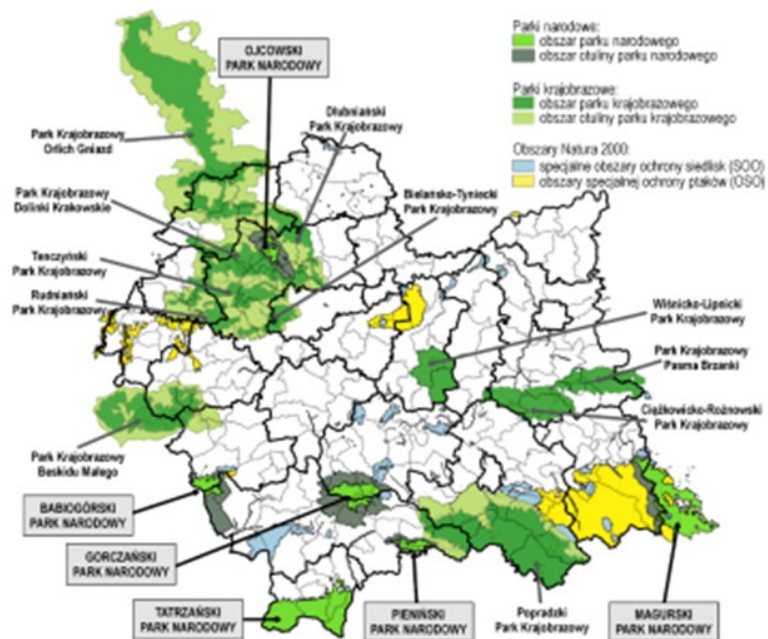 Parki narodowe:
obszar parku narodowego
obszar otuliny parku narodowego
Parki krajobrazowe:
obszar parku krajobrazowego
obszar otuliny parku krajobrazowego
Obszary Natura 2000:
specjalne obszary ochrony siedlisk (SOO)
obszary specjalnej ochrony ptaków (OSO)
OJCOWSKI
PARK NARODOWY
Dłubniański
Park Krajobrazowy
Park Krajobrazowy
Orlich Gniazd
Bielańsko-Tyniecki
Park Krajobrazowy
Park Krajobrazowy
Dolinki Krakowskie
Tenczyński
Park Krajobrazowy
Rudniański
Park Krajobrazowy
Wiśnicko-Lipnicki
Park Krajobrazowy
Park Krajobrazowy
Pasma Brzanki
Ciężkowicko-Rożnowski
Park Krajobrazowy
Park Krajobrazowy
Beskidu Małego
BABIOGÓRSKI
PARK NARODOWY
GORCZAŃSKI
PARK NARODOWY
TATRZAŃSKI
PARK NARODOWY
PIENIŃSKI
PARK NARODOWY
Popradzki
Park Krajobrazowy
MAGURSKI
PARK NARODOWY